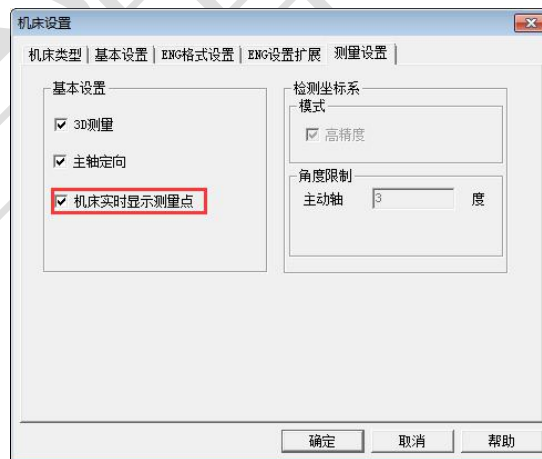 机床设置
机床类型 基本设置 ENG格式设置 ENG设置扩展 测量设置
基本设置
3D测量
主轴定向
机床实时显示测量点
检测坐标系
模式
高精度
角度限制
主动轴 3 度
确定 取消 帮助